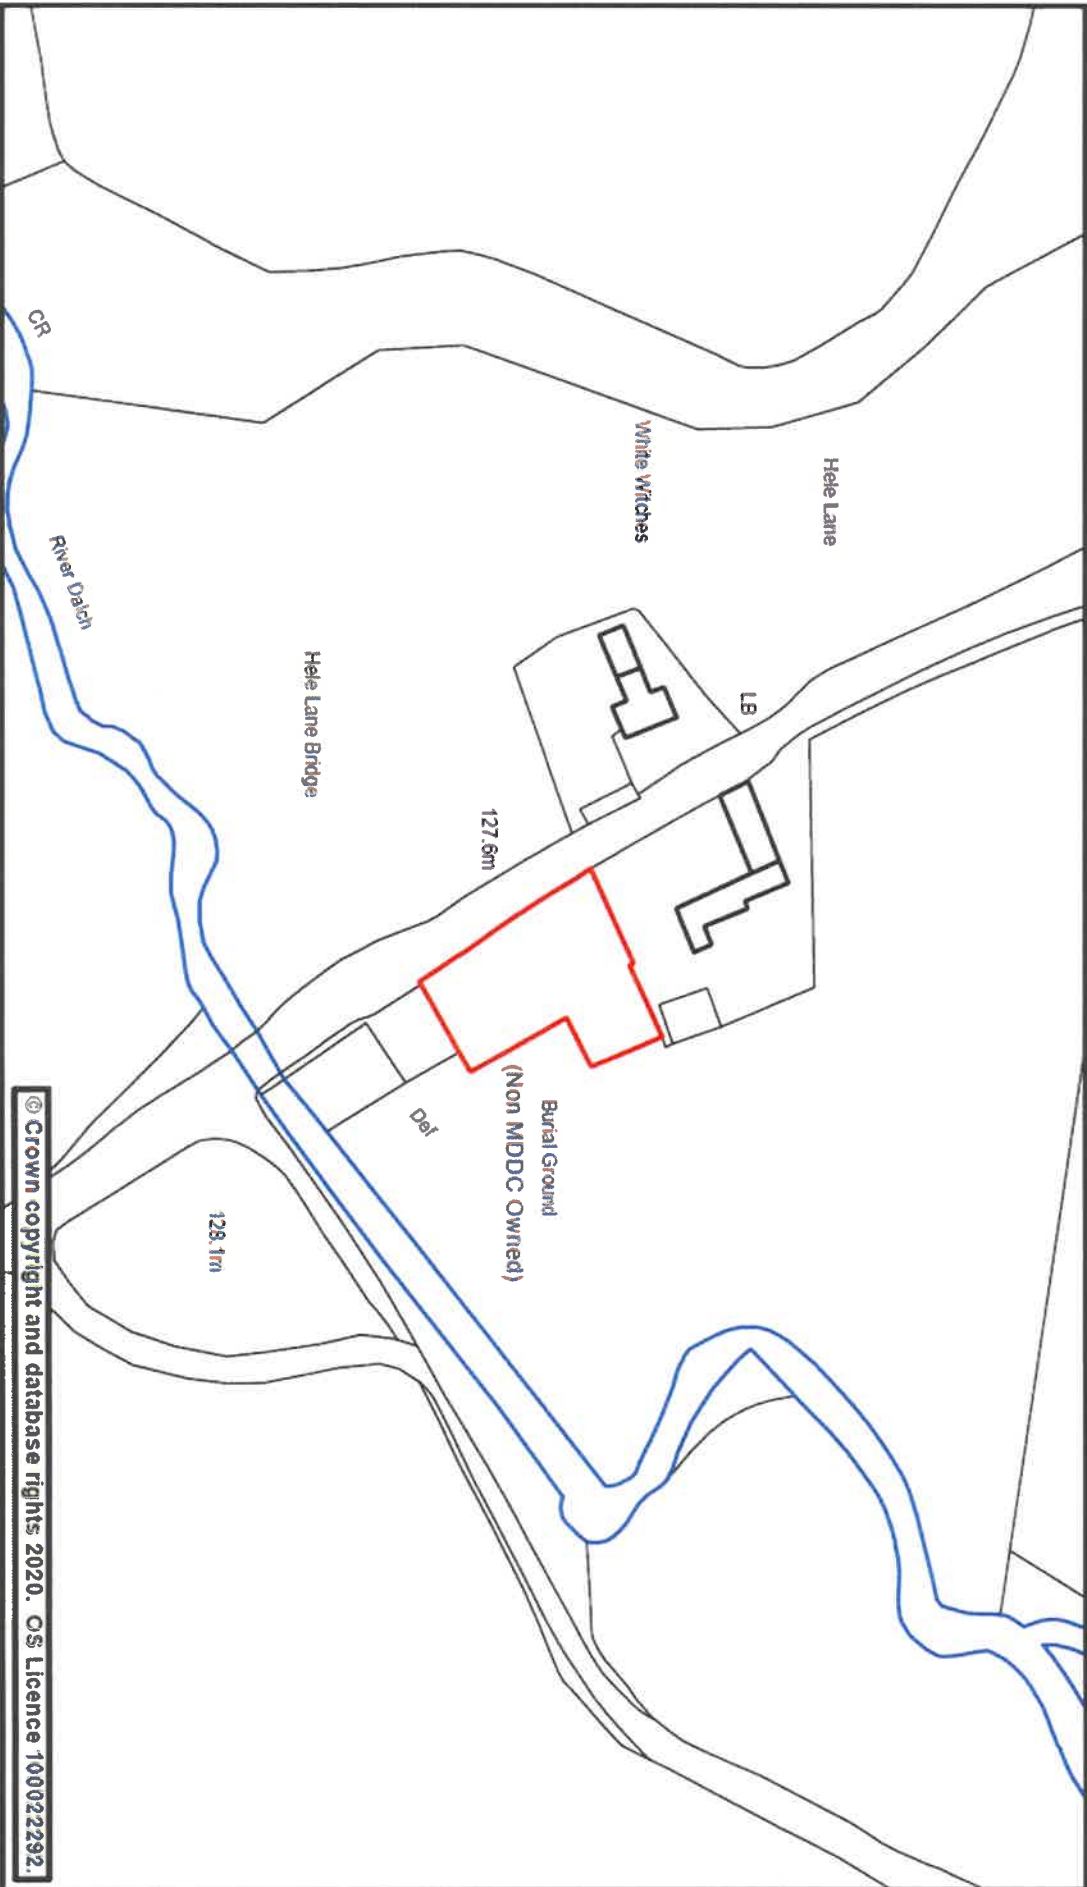 Hele Lane
White Witches
LB
CR
River Dalch
Hele Lane Bridge
127.6m
Burial Ground
(Non MDDC Owned)
Def
128.1m
© Crown copyright and database rights 2020. OS Licence 100022292.